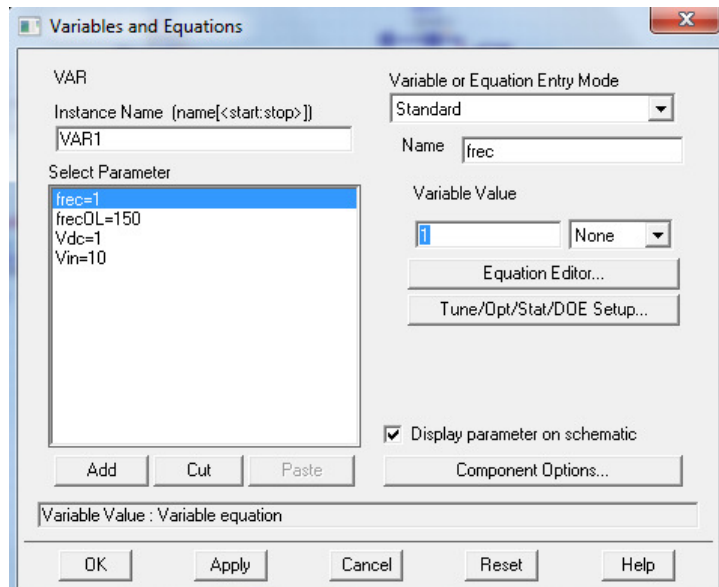 Variables and Equations
VAR
Instance Name (name[<start:stop>])
VAR1
Select Parameter
frec=1
frecOL=150
Vdc=1
Vin=10
Add
Cut
Paste
Variable or Equation Entry Mode
Standard
Name
frec
Variable Value
1
None
Equation Editor...
Tune/Opt/Stat/DOE Setup...
Display parameter on schematic
Component Options...
Variable Value : Variable equation
OK
Apply
Cancel
Reset
Help